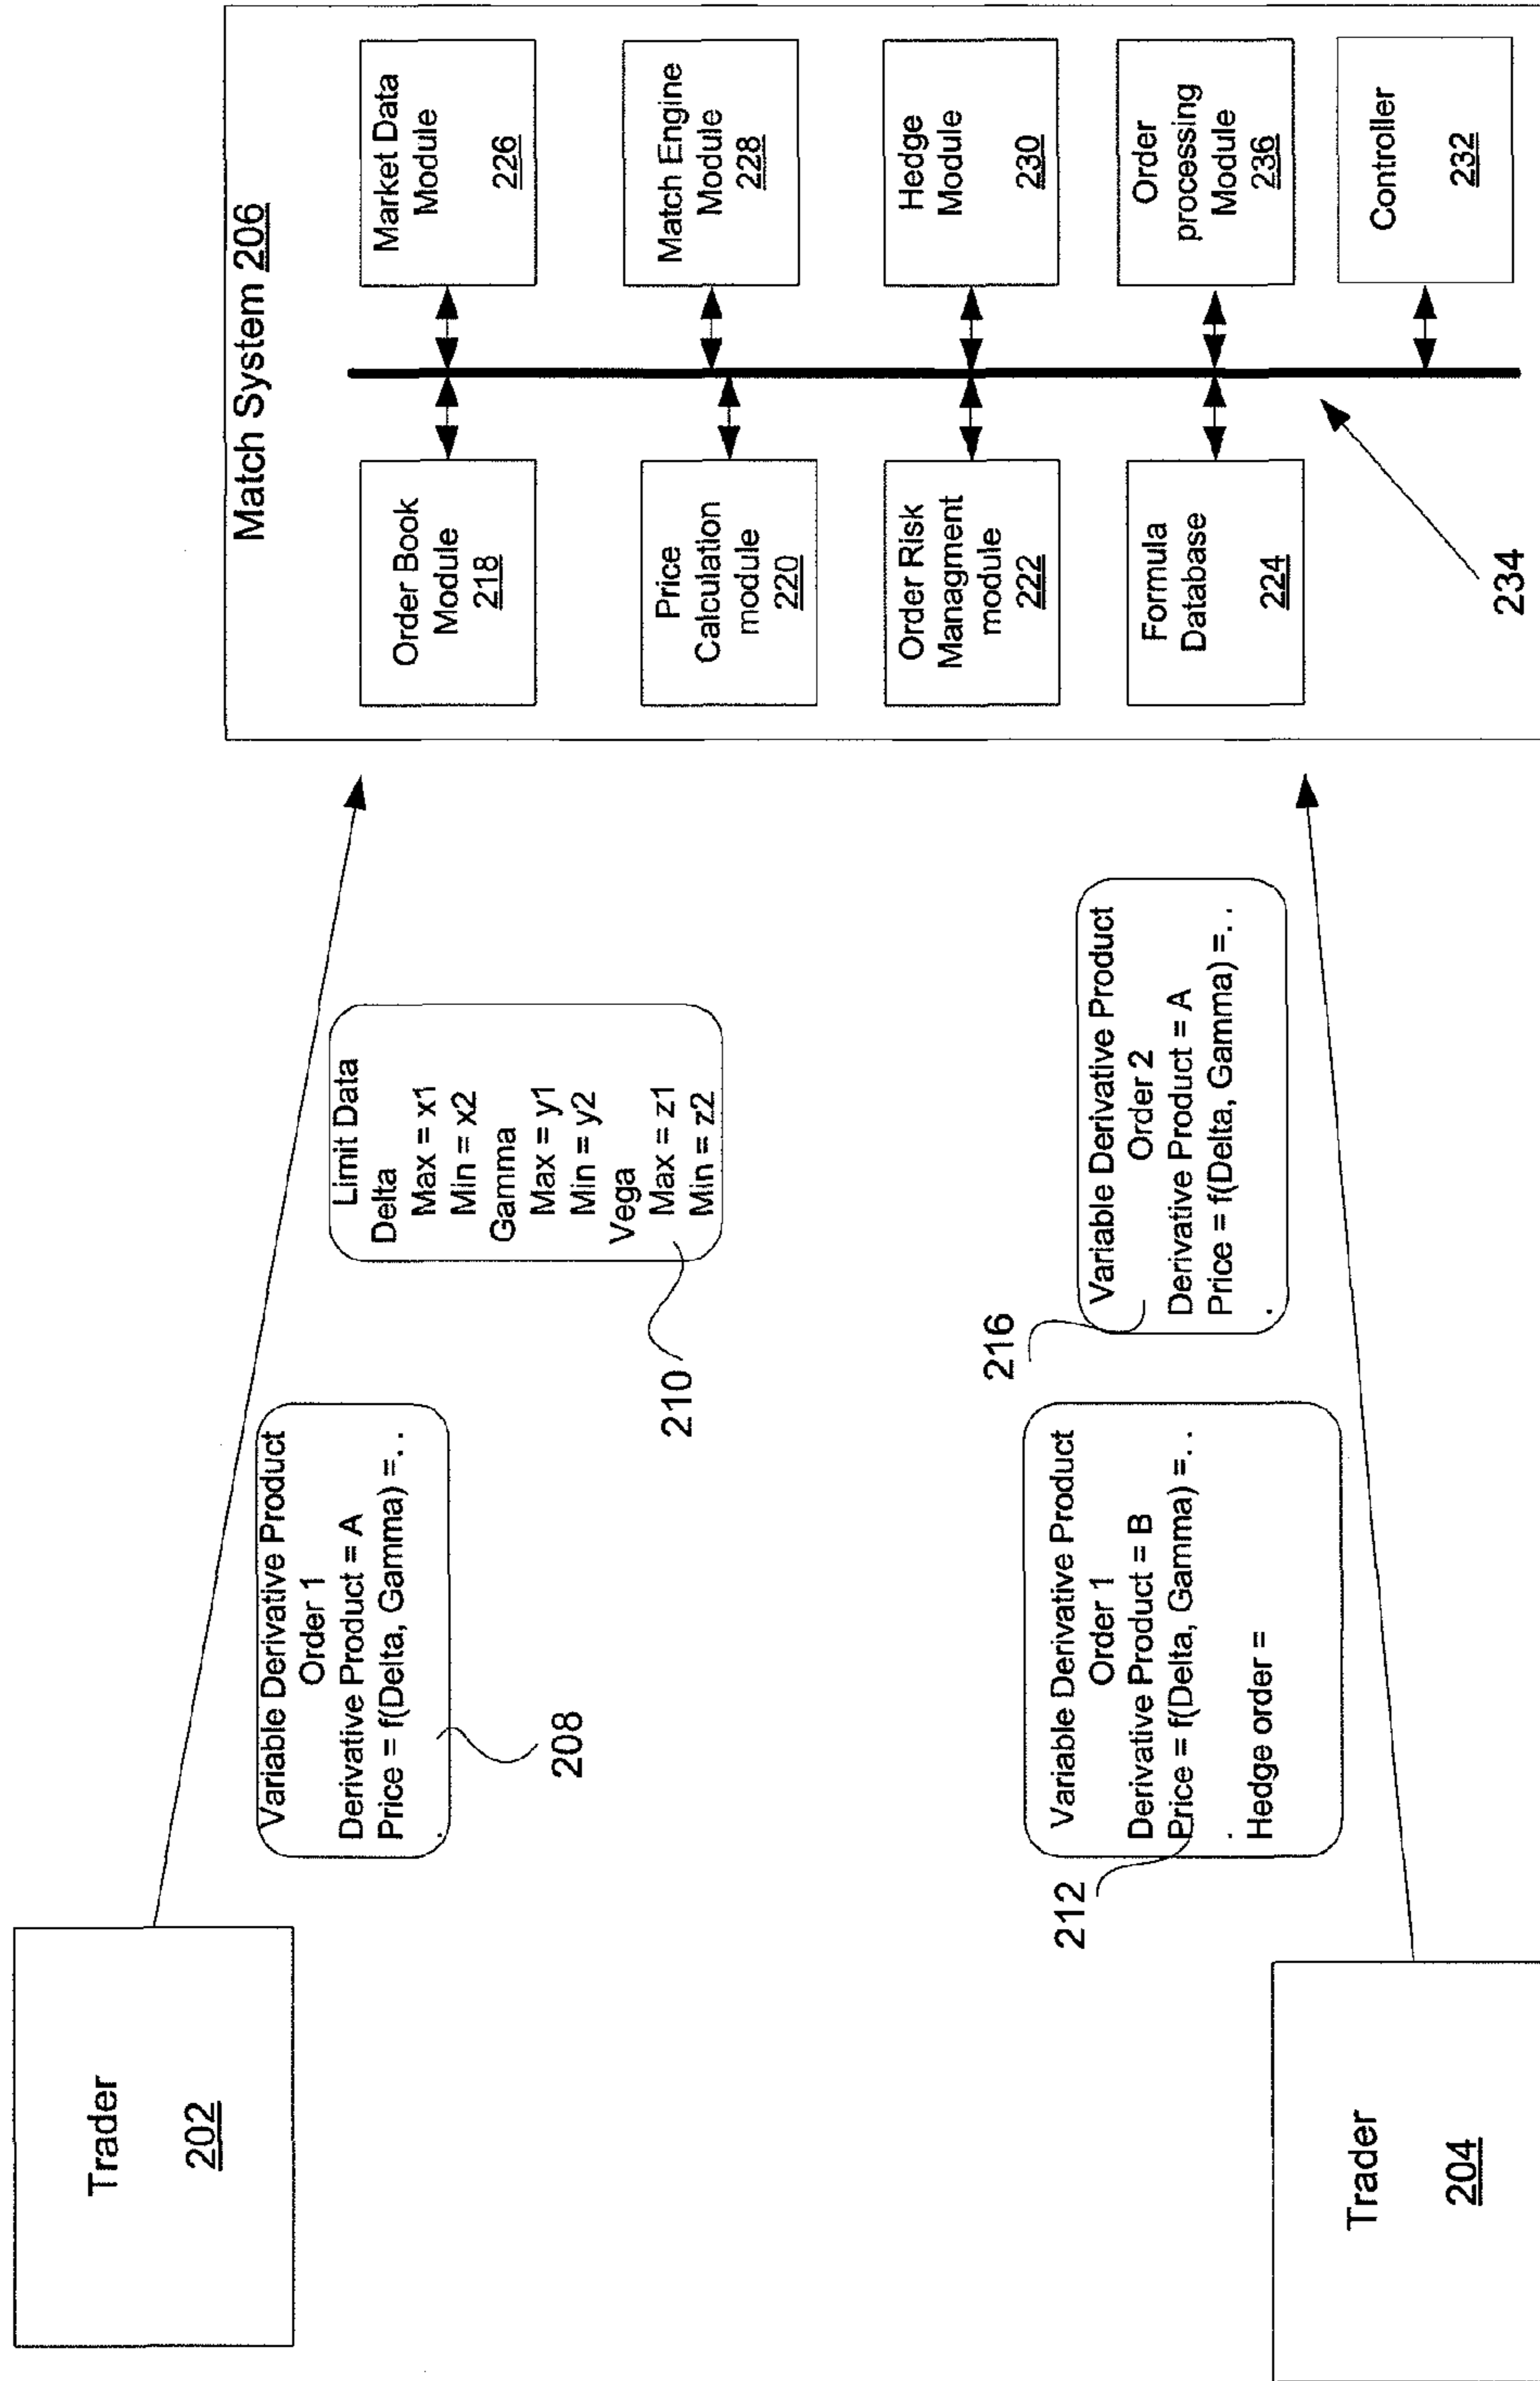 Trader
202
Variable Derivative Product
Order 1
Derivative Product = A
Price = f(Delta, Gamma) =. .
.
208
Limit Data
Delta
Max = x1
Min = x2
Gamma
Max = y1
Min = y2
Vega
Max = z1
Min = z2
210
Trader
204
212
Variable Derivative Product
Order 1
Derivative Product = B
Price = f(Delta, Gamma) =. .
.
Hedge order =
216
Variable Derivative Product
Order 2
Derivative Product = A
Price = f(Delta, Gamma) =. .
.
Match System 206
Order Book
Module
218
Market Data
Module
226
Price
Calculation
module
220
Match Engine
Module
228
Order Risk
Managment
module
222
Hedge
Module
230
Formula
Database
224
Order
processing
Module
236
Controller
232
234